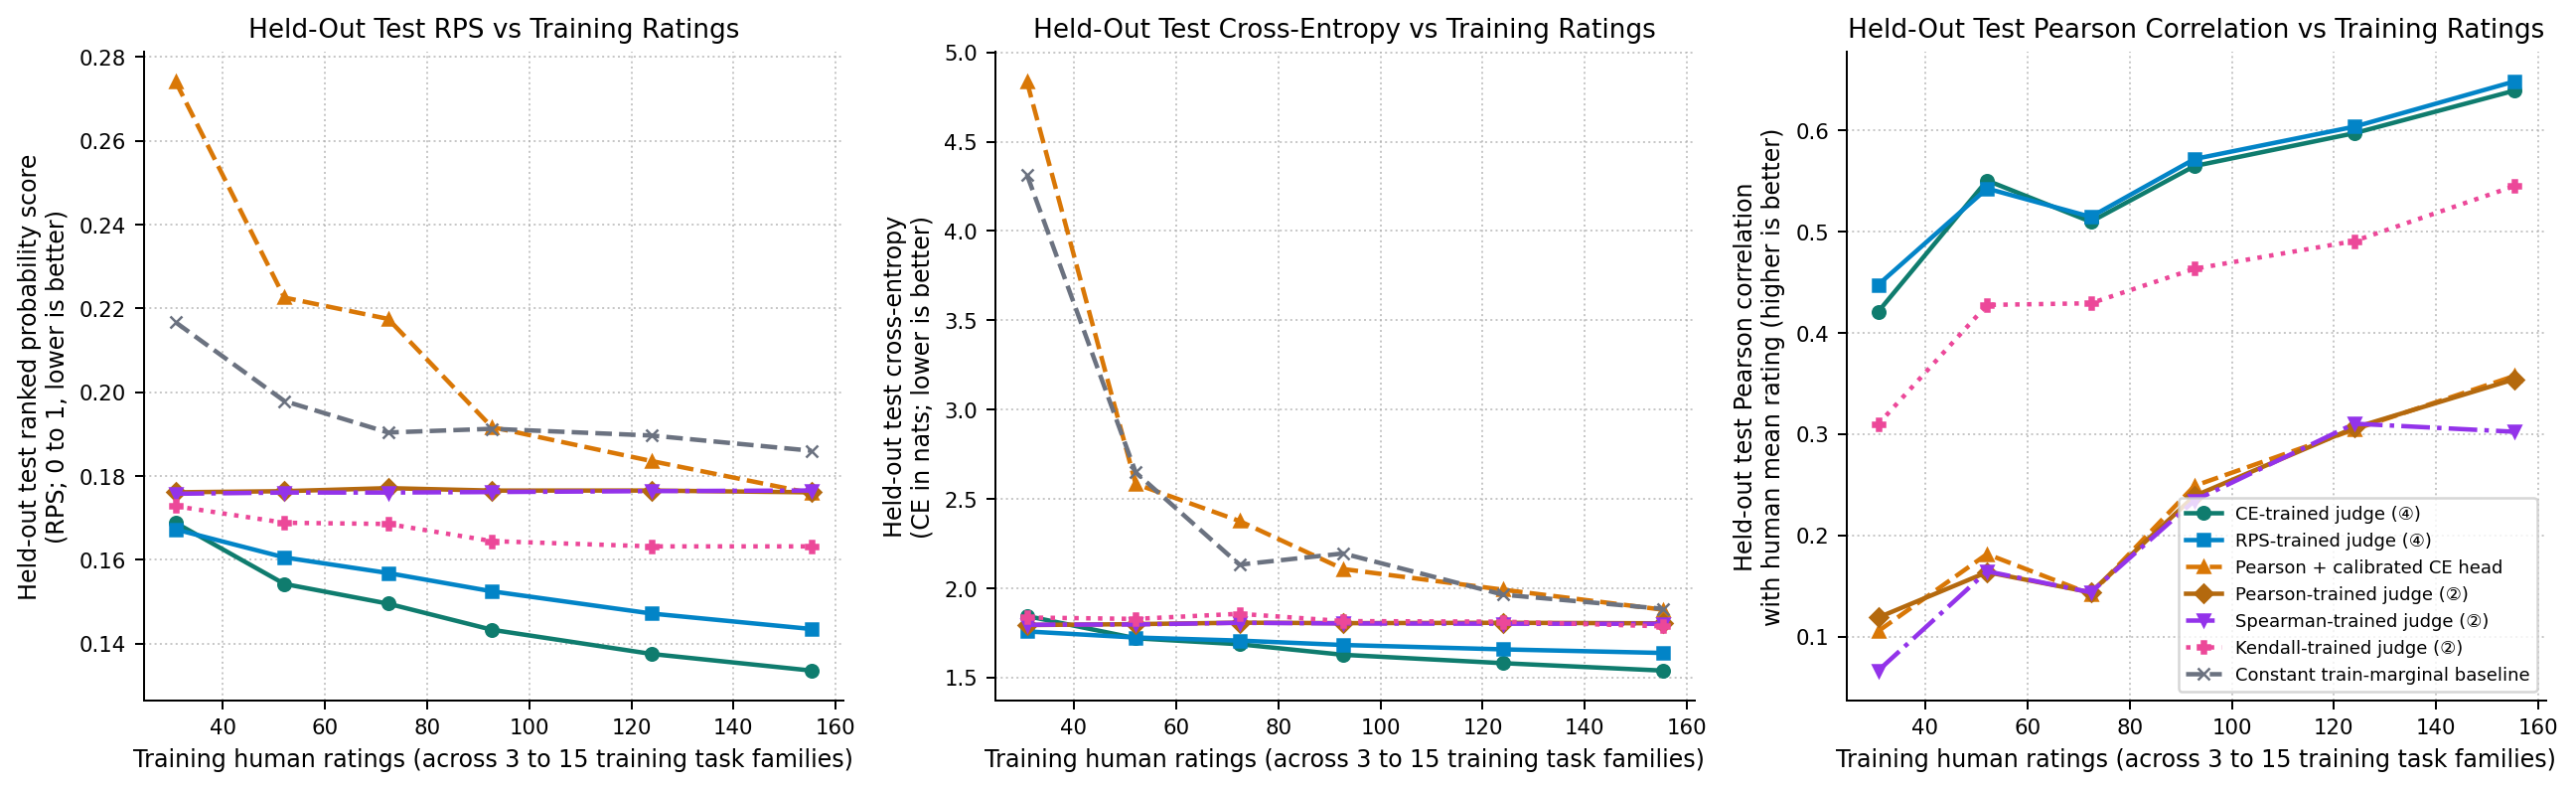 Held-Out Test RPS vs Training Ratings
Held-out test ranked probability score
(RPS; 0 to 1, lower is better)
0.28
0.26
0.24
0.22
0.20
0.18
0.16
0.14
40
60
80
100
120
140
160
Training human ratings (across 3 to 15 training task families)
Held-Out Test Cross-Entropy vs Training Ratings
Held-out test cross-entropy
(CE in nats; lower is better)
5.0
4.5
4.0
3.5
3.0
2.5
2.0
1.5
40
60
80
100
120
140
160
Training human ratings (across 3 to 15 training task families)
Held-Out Test Pearson Correlation vs Training Ratings
Held-out test Pearson correlation
with human mean rating (higher is better)
0.6
0.5
0.4
0.3
0.2
0.1
CE-trained judge (④)
RPS-trained judge (④)
Pearson + calibrated CE head
Pearson-trained judge (②)
Spearman-trained judge (②)
Kendall-trained judge (②)
Constant train-marginal baseline
40
60
80
100
120
140
160
Training human ratings (across 3 to 15 training task families)